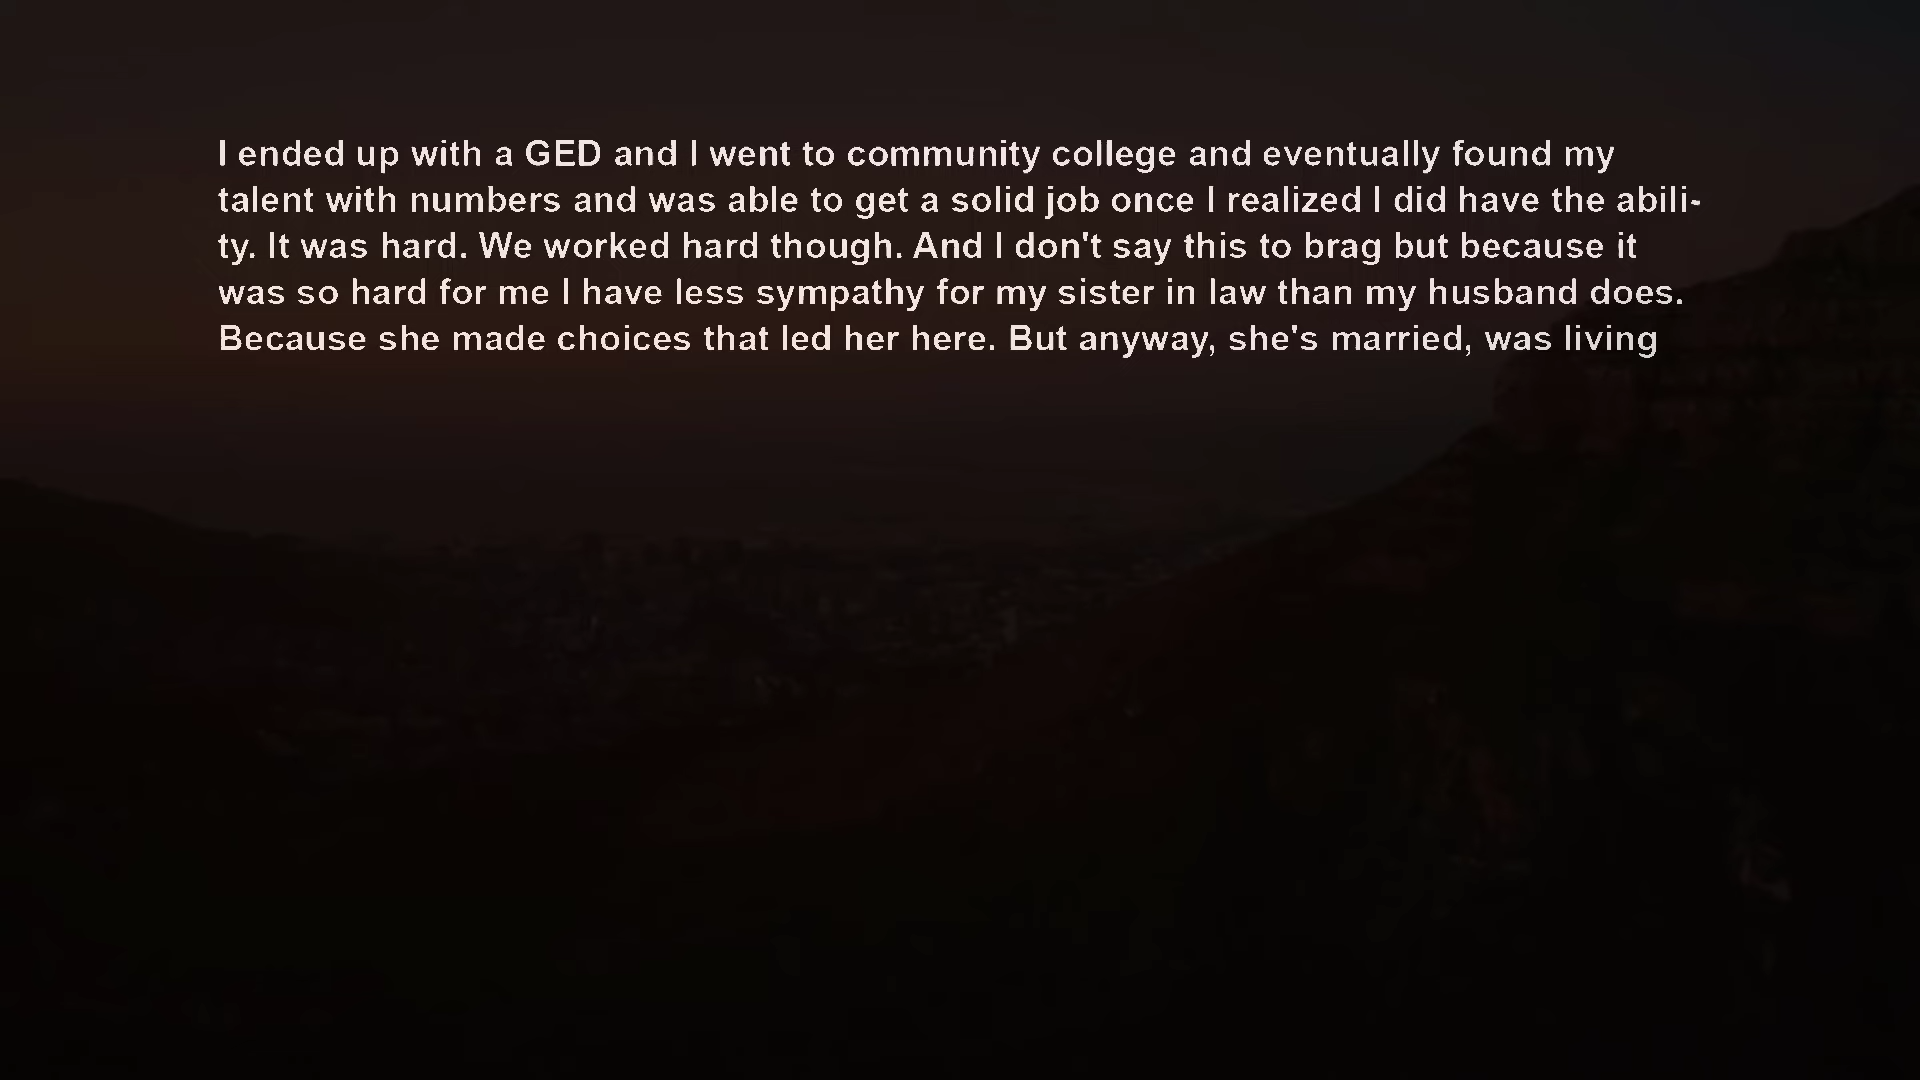 I ended up with a GED and I went to community college and eventually found my
talent with numbers and was able to get a solid job once I realized I did have the abili-
ty. It was hard. We worked hard though. And I don't say this to brag but because it
was so hard for me I have less sympathy for my sister in law than my husband does.
Because she made choices that led her here. But anyway, she's married, was living